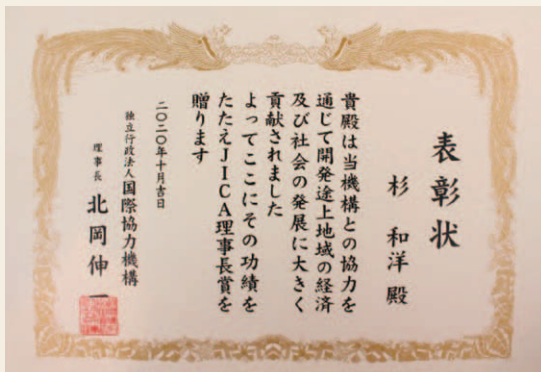 表彰状
杉 和洋 殿
貴殿は当機構との協力を
通じて開発途上地域の経済
及び社会の発展に大きく
貢献されました
よってここにその功績を
たたえJICA理事長賞を
贈ります
二〇二〇年十月吉日
独立行政法人国際協力機構
理事長 北岡伸一